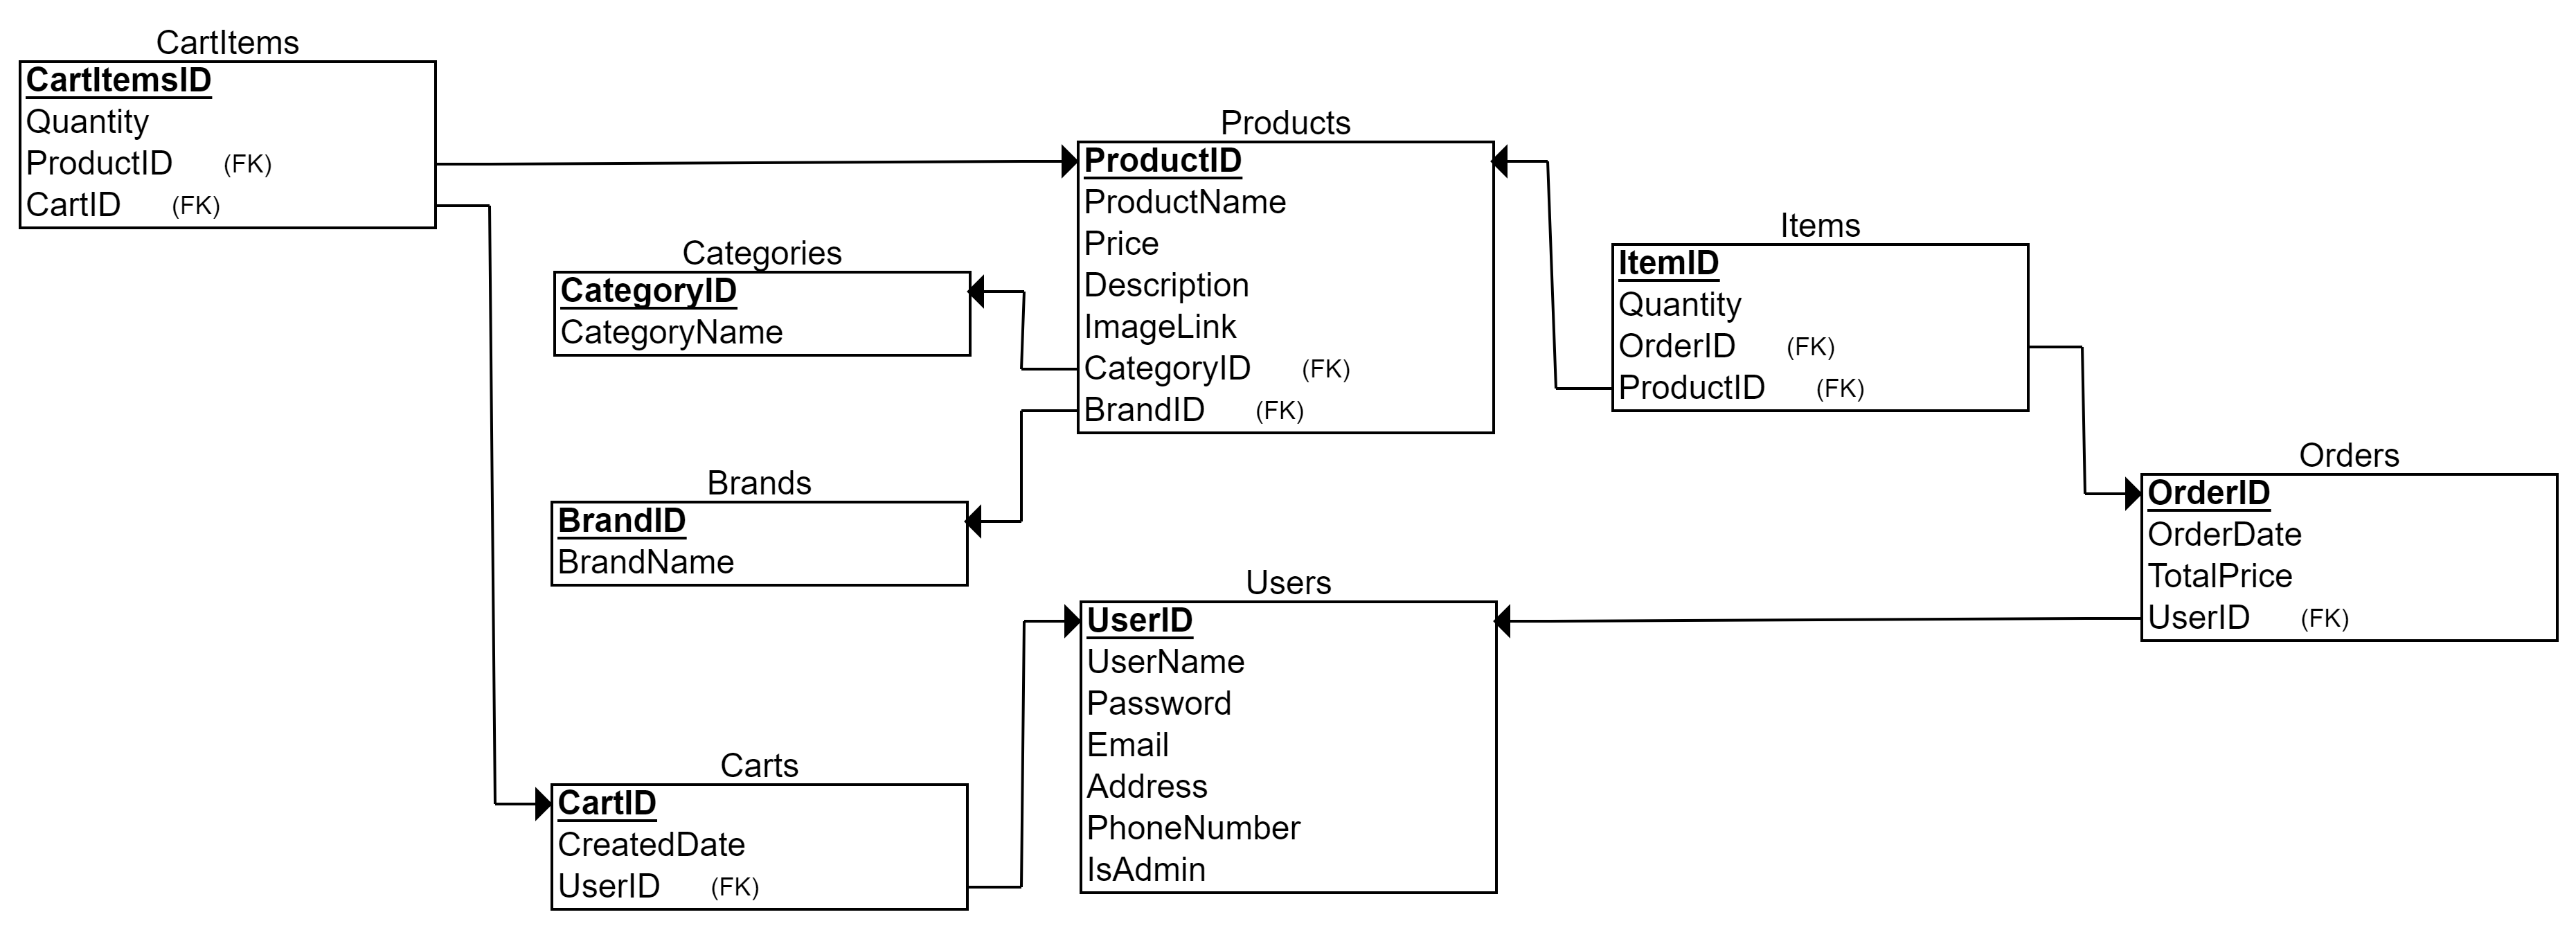 CartItems
CartItemsID
Quantity
ProductID (FK)
CartID (FK)
Products
ProductID
ProductName
Price
Description
ImageLink
CategoryID (FK)
BrandID (FK)
Categories
CategoryID
CategoryName
Items
ItemID
Quantity
OrderID (FK)
ProductID (FK)
Brands
BrandID
BrandName
Orders
OrderID
OrderDate
TotalPrice
UserID (FK)
Users
UserID
UserName
Password
Email
Address
PhoneNumber
IsAdmin
Carts
CartID
CreatedDate
UserID (FK)